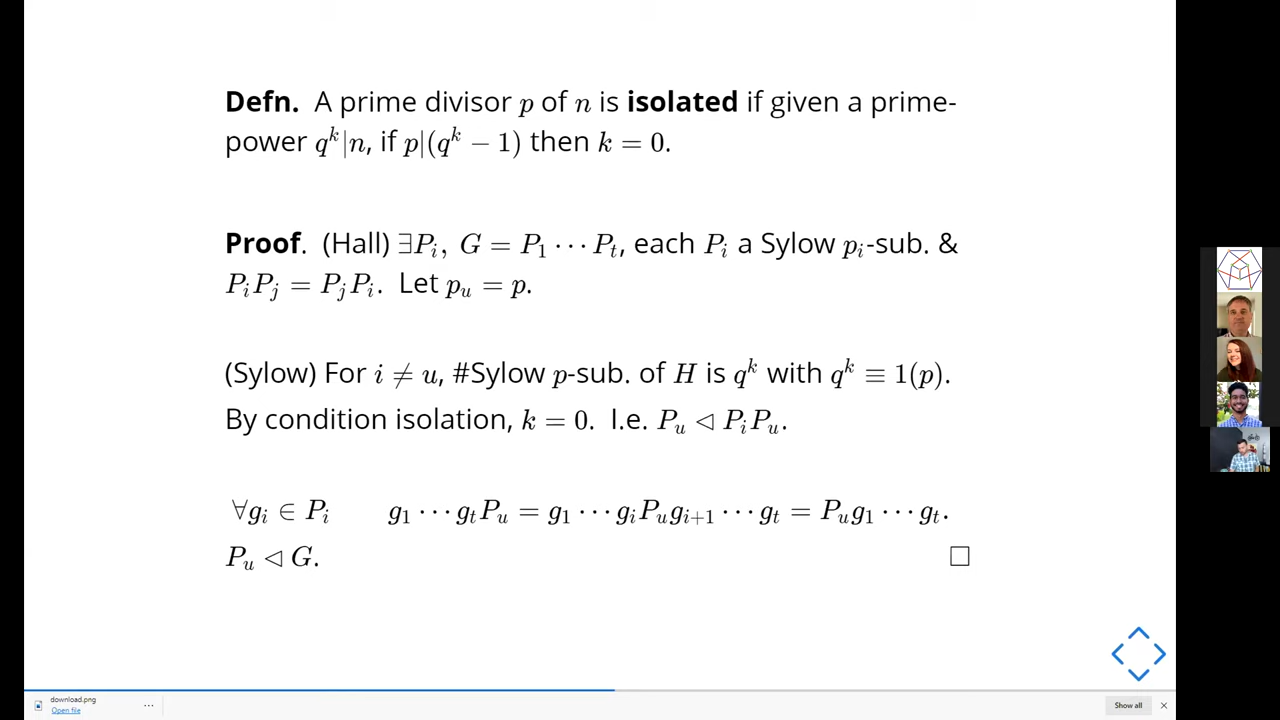 Defn. A prime divisor p of n is isolated if given a prime-
power q^k|n, if p|(q^k − 1) then k = 0.
Proof. (Hall) ∃P_i, G = P_1 ⋯ P_t, each P_i a Sylow p_i-sub. &
P_iP_j = P_jP_i. Let p_u = p.
(Sylow) For i ≠ u, #Sylow p-sub. of H is q^k with q^k ≡ 1(p).
By condition isolation, k = 0. I.e. P_u ◁ P_iP_u.
∀g_i ∈ P_i g_1 ⋯ g_tP_u = g_1 ⋯ g_iP_ug_{i+1} ⋯ g_t = P_ug_1 ⋯ g_t.
P_u ◁ G. □
download.png
Open file
Show all